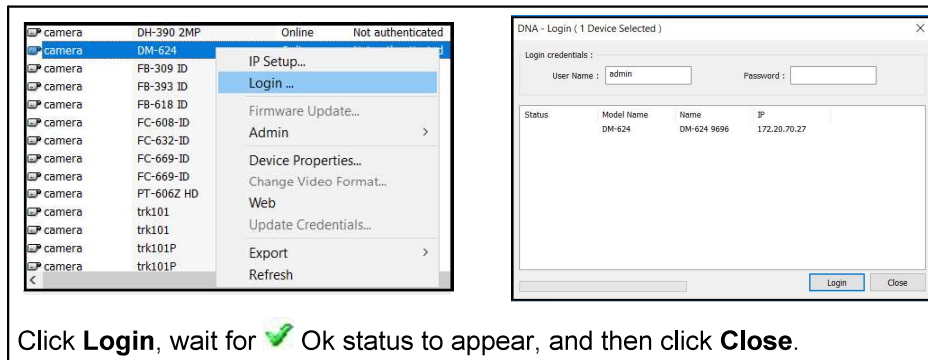 camera DH-390 2MP Online Not authenticated
camera DM-624
camera FB-309 ID
camera FB-393 ID
camera FB-618 ID
camera FC-608-ID
camera FC-632-ID
camera FC-669-ID
camera FC-669-ID
camera PT-606Z HD
camera trk101
camera trk101
camera trk101P
camera trk101P
<
IP Setup...
Login ...
Firmware Update...
Admin >
Device Properties...
Change Video Format...
Web
Update Credentials...
Export >
Refresh
DNA - Login ( 1 Device Selected ) ×
Login credentials :
User Name : admin Password :
Status Model Name Name IP
DM-624 DM-624 9696 172.20.70.27
Login Close
Click Login, wait for Ok status to appear, and then click Close.